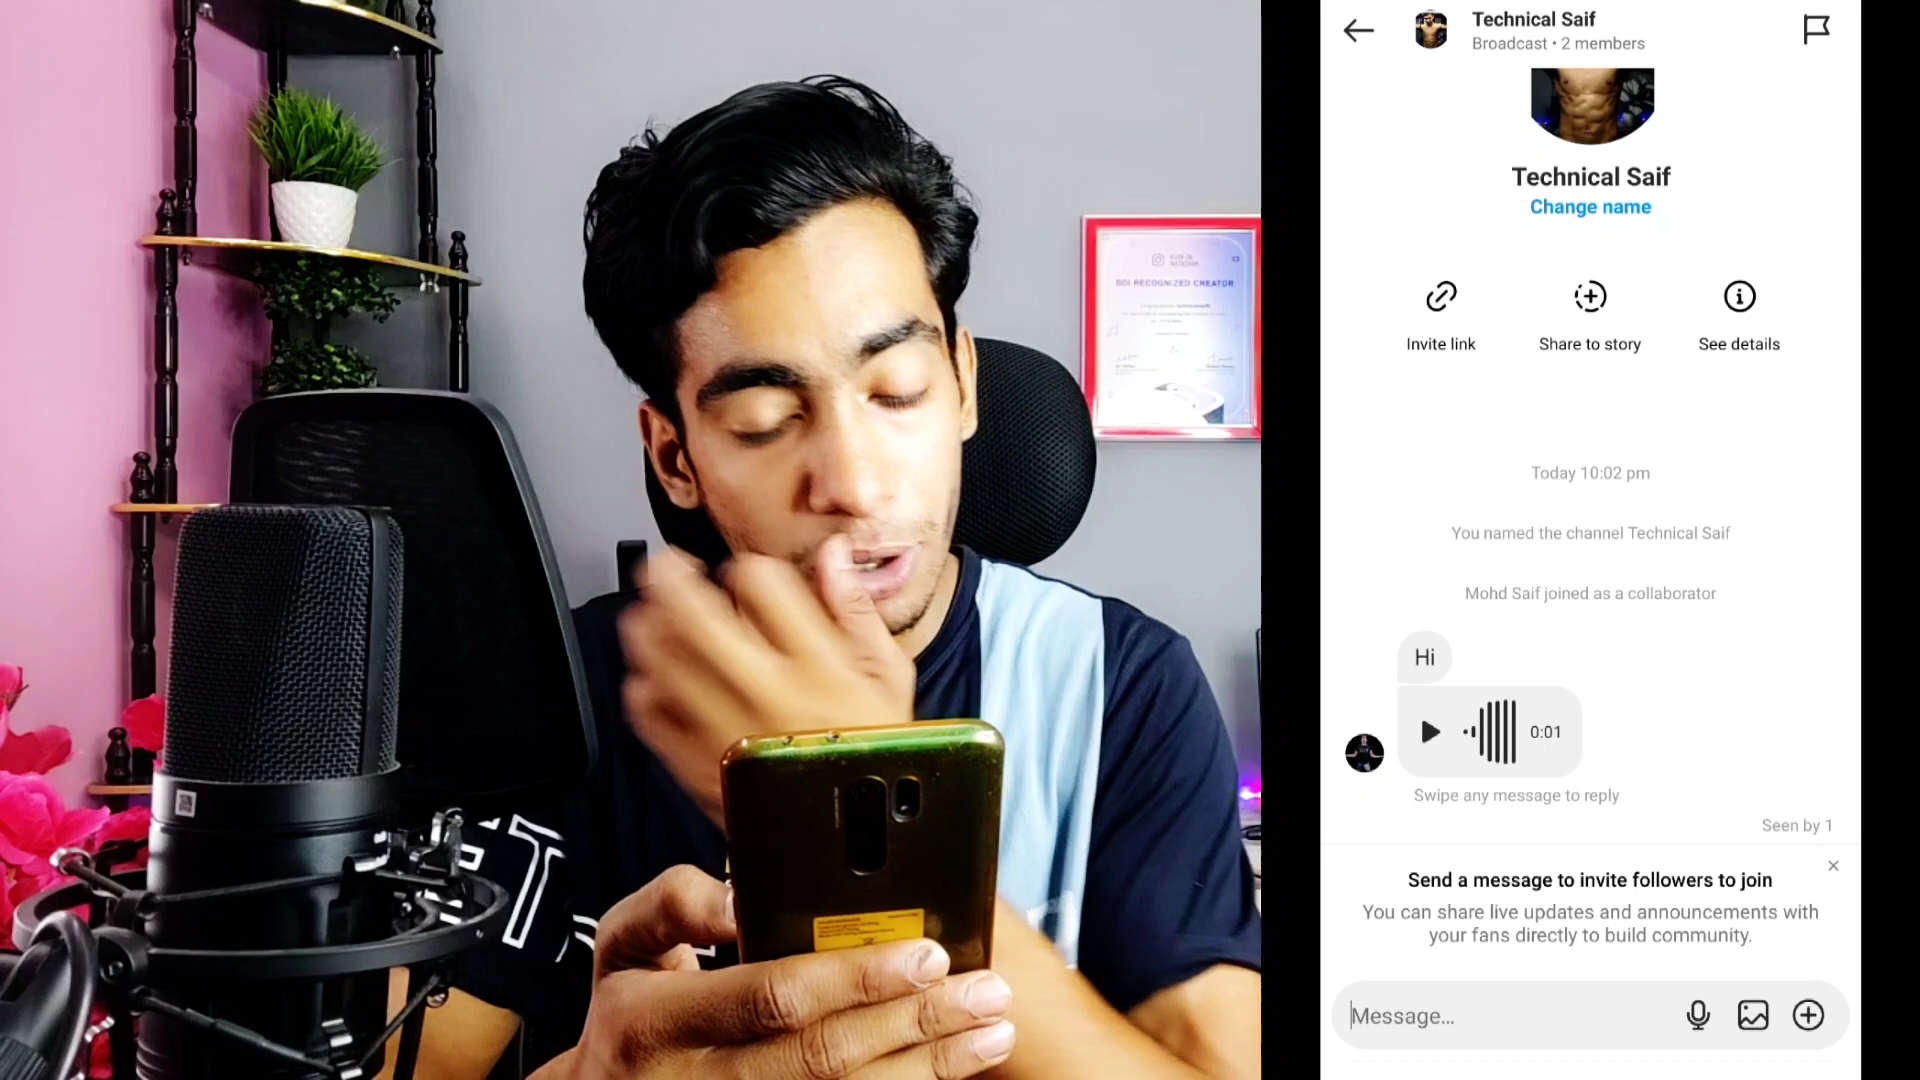 Technical Saif
Broadcast • 2 members
Technical Saif
Change name
Invite link
Share to story
See details
Today 10:02 pm
You named the channel Technical Saif
Mohd Saif joined as a collaborator
Hi
0:01
Swipe any message to reply
Seen by 1
Send a message to invite followers to join
You can share live updates and announcements with
your fans directly to build community.
Message...
RECOGNIZED CREATOR